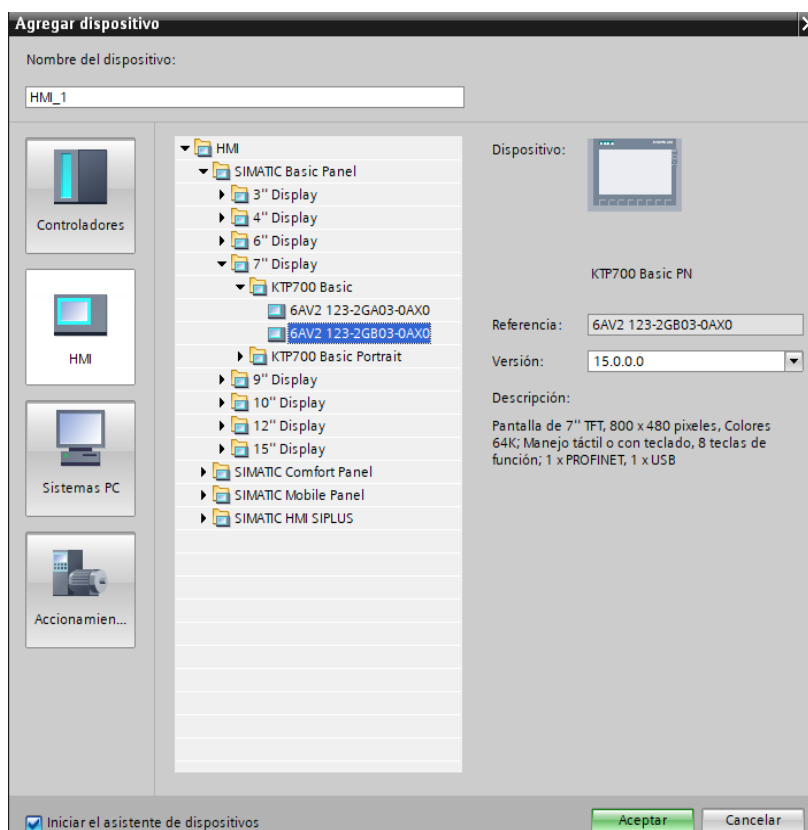 Agregar dispositivo
Nombre del dispositivo:
HMI_1
Controladores
HMI
Sistemas PC
Accionamien...
HMI
SIMATIC Basic Panel
3'' Display
4'' Display
6'' Display
7'' Display
KTP700 Basic
6AV2 123-2GA03-0AX0
6AV2 123-2GB03-0AX0
KTP700 Basic Portrait
9'' Display
10'' Display
12'' Display
15'' Display
SIMATIC Comfort Panel
SIMATIC Mobile Panel
SIMATIC HMI SIPLUS
Dispositivo:
KTP700 Basic PN
Referencia: 6AV2 123-2GB03-0AX0
Versión: 15.0.0.0
Descripción:
Pantalla de 7'' TFT, 800 x 480 pixeles, Colores
64K; Manejo táctil o con teclado, 8 teclas de
función; 1 x PROFINET, 1 x USB
Iniciar el asistente de dispositivos
Aceptar Cancelar